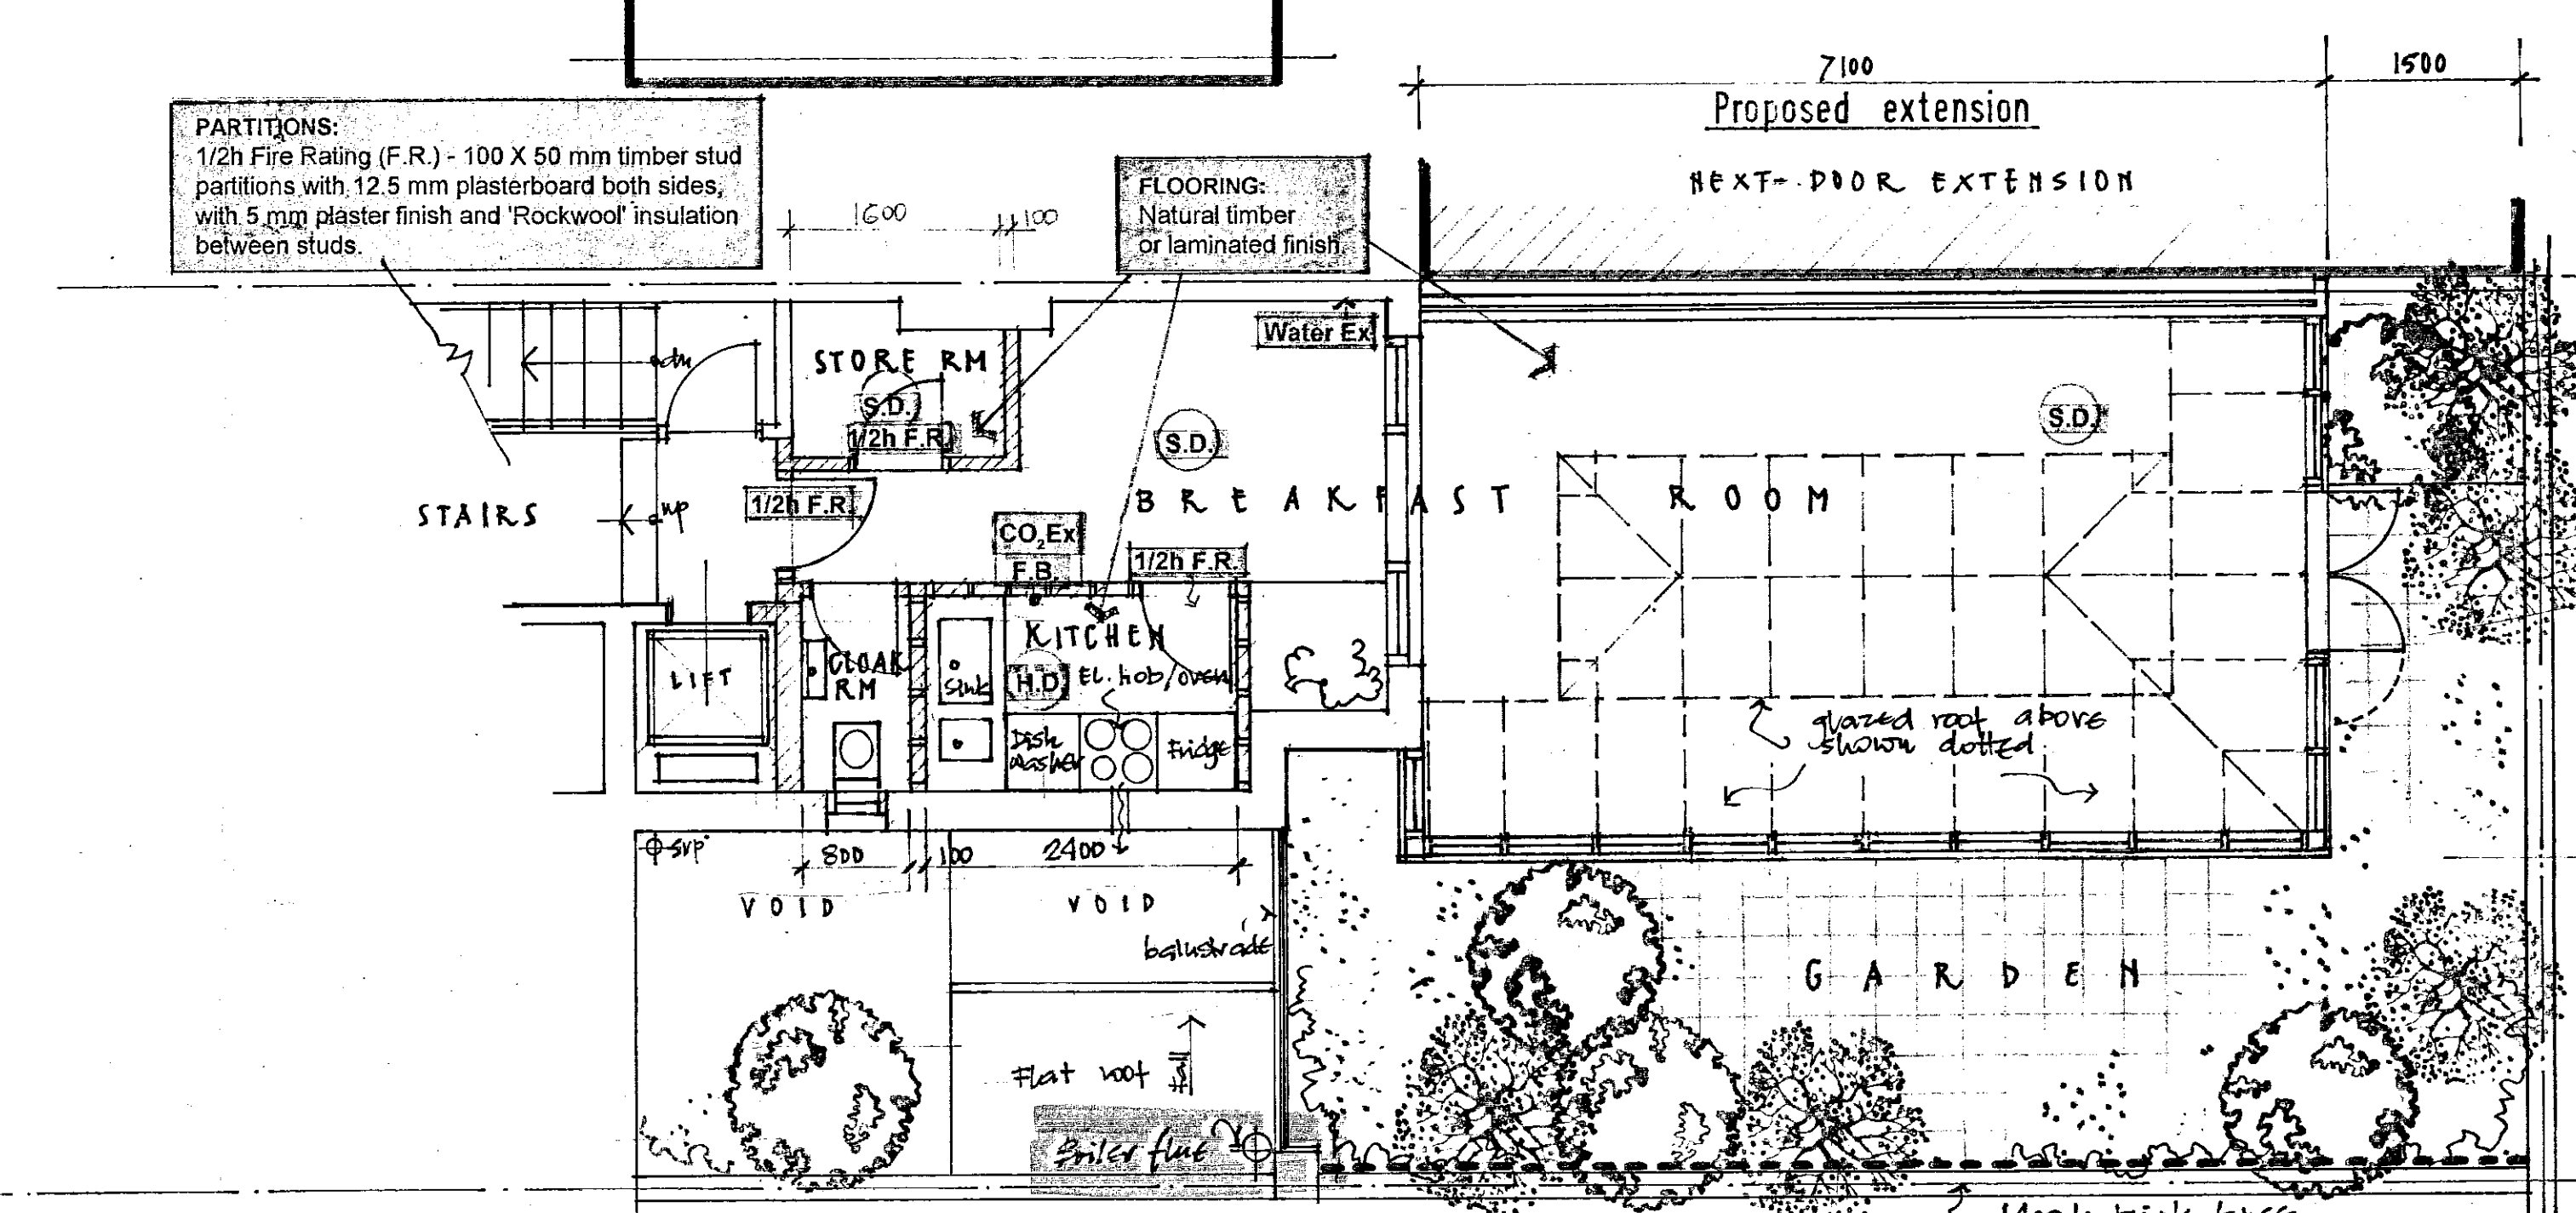 7100
1500
Proposed extension
NEXT-DOOR EXTENSION
PARTITIONS:
1/2h Fire Rating (F.R.) - 100 X 50 mm timber stud
partitions with 12.5 mm plasterboard both sides,
with 5 mm plaster finish and 'Rockwool' insulation
between studs.
1600
100
FLOORING:
Natural timber
or laminated finish.
Water Ex
dn
STORE RM
S.D.
1/2h F.R.
S.D.
S.D.
STAIRS
up
1/2h F.R.
BREAKFAST ROOM
CO₂Ex
F.B.
1/2h F.R.
KITCHEN
LIFT
CLOAK
RM
Sink
H.D.
El. hob/oven
Dish
washer
Fridge
glazed roof above
shown dotted
svp
800
100
2400
VOID
VOID
balustrade
GARDEN
Flat roof
fall
Boiler flue